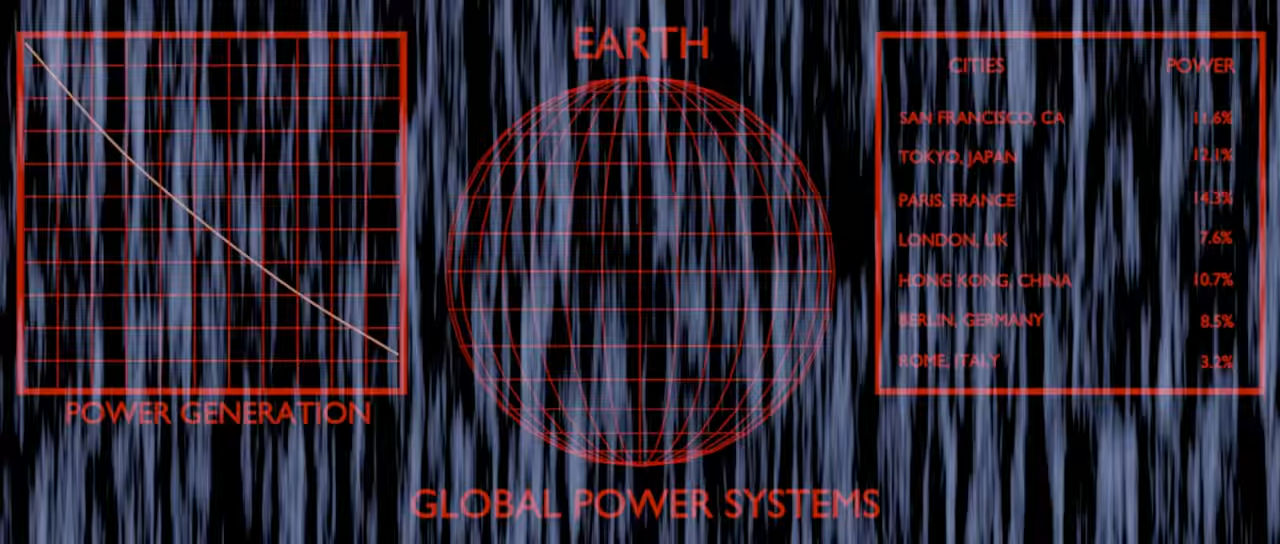 EARTH
CITIES POWER
SAN FRANCISCO, CA 11.6%
TOKYO, JAPAN 12.1%
PARIS, FRANCE 14.3%
LONDON, UK 7.6%
HONG KONG, CHINA 10.7%
BERLIN, GERMANY 8.5%
ROME, ITALY 3.2%
POWER GENERATION
GLOBAL POWER SYSTEMS